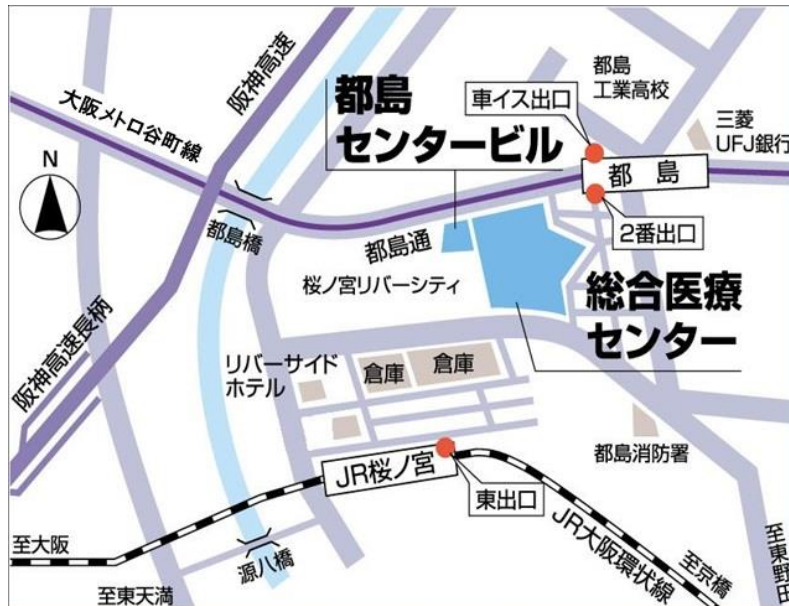 阪神高速
大阪メトロ谷町線
都島
センタービル
車イス出口
都島
工業高校
三菱
UFJ銀行
N
都 島
2番出口
都島橋
都島通
桜ノ宮リバーシティ
総合医療
センター
阪神高速長柄
リバーサイド
ホテル
倉庫
倉庫
都島消防署
JR桜ノ宮
東出口
JR大阪環状線
至京橋
至東野田
至大阪
源八橋
至東天満